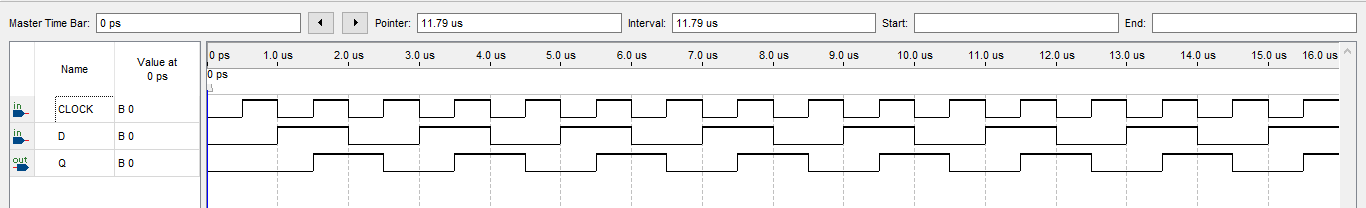 Master Time Bar: 0 ps Pointer: 11.79 us Interval: 11.79 us Start: End:
Name Value at 0 ps
0 ps 1.0 us 2.0 us 3.0 us 4.0 us 5.0 us 6.0 us 7.0 us 8.0 us 9.0 us 10.0 us 11.0 us 12.0 us 13.0 us 14.0 us 15.0 us 16.0 us
0 ps
in CLOCK B 0
in D B 0
out Q B 0